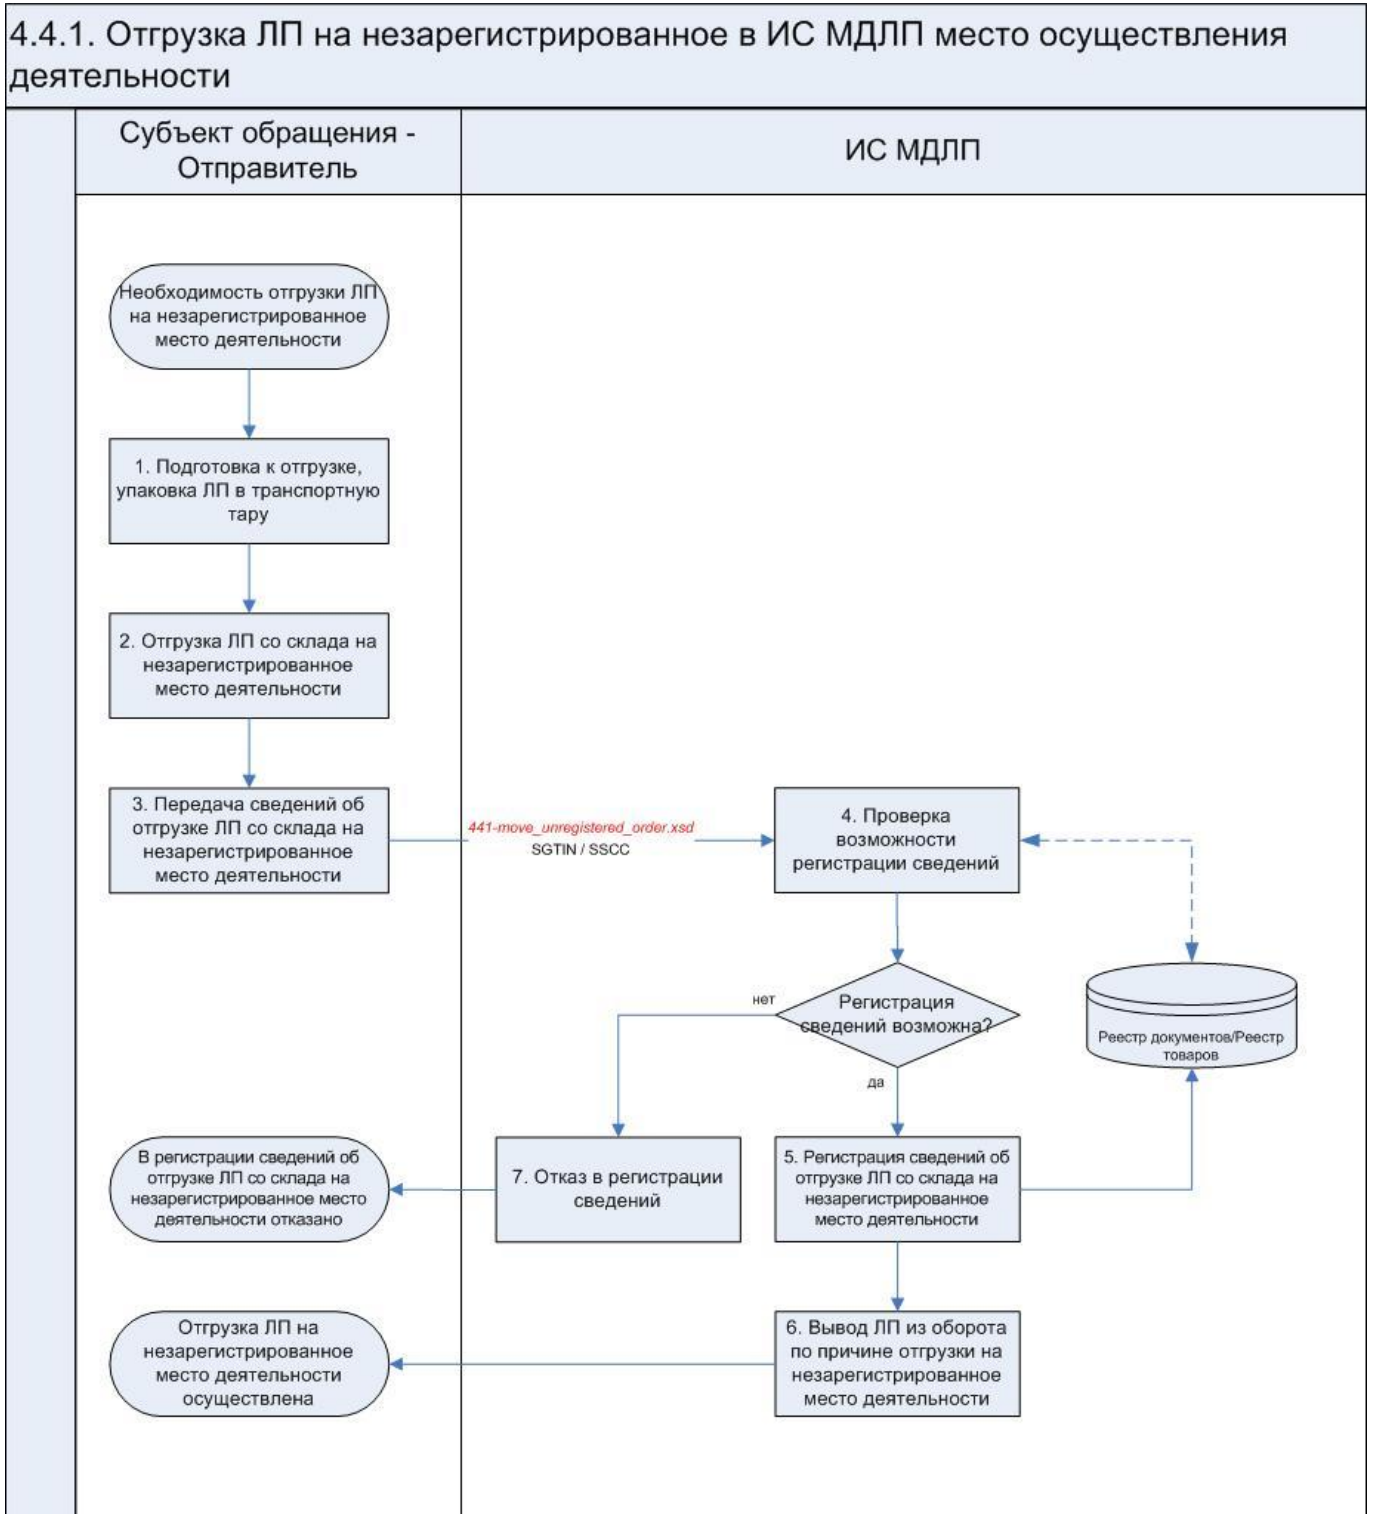 4.4.1. Отгрузка ЛП на незарегистрированное в ИС МДЛП место осуществления
деятельности
Субъект обращения -
Отправитель
ИС МДЛП
Необходимость отгрузки ЛП
на незарегистрированное
место деятельности
1. Подготовка к отгрузке,
упаковка ЛП в транспортную
тару
2. Отгрузка ЛП со склада на
незарегистрированное
место деятельности
3. Передача сведений об
отгрузке ЛП со склада на
незарегистрированное
место деятельности
441-move_unregistered_order.xsd
SGTIN / SSCC
4. Проверка
возможности
регистрации сведений
нет
Регистрация
сведений возможна?
Реестр документов/Реестр
товаров
да
В регистрации сведений об
отгрузке ЛП со склада на
незарегистрированное место
деятельности отказано
7. Отказ в регистрации
сведений
5. Регистрация сведений об
отгрузке ЛП со склада на
незарегистрированное
место деятельности
Отгрузка ЛП на
незарегистрированное
место деятельности
осуществлена
6. Вывод ЛП из оборота
по причине отгрузки на
незарегистрированное
место деятельности